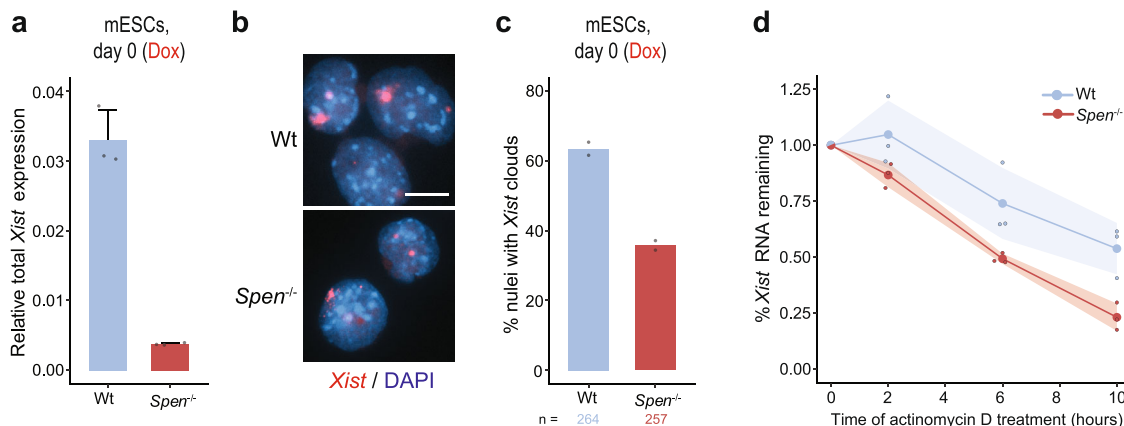 a
mESCs,
day 0 (Dox)
Relative total Xist expression
0.04
0.03
0.02
0.01
0.00
Wt
Spen-/-
b
Wt
Spen-/-
Xist / DAPI
c
mESCs,
day 0 (Dox)
% nulei with Xist clouds
80
60
40
20
0
Wt
Spen-/-
n = 264 257
d
% Xist RNA remaining
1.25
1.00
0.75
0.50
0.25
0.00
Wt
Spen-/-
0 2 4 6 8 10
Time of actinomycin D treatment (hours)